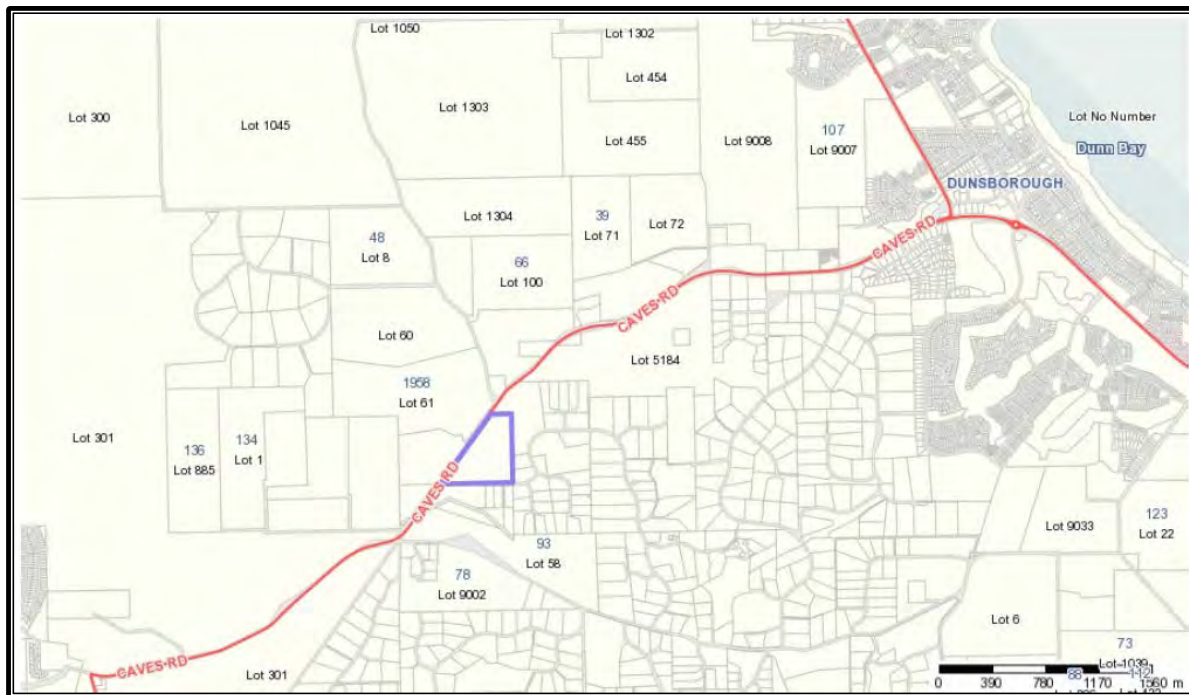 Lot 1050
Lot 1302
Lot 454
Lot 300
Lot 1045
Lot 1303
Lot 455
Lot 9008
107
Lot 9007
Lot No Number
Dunn Bay
DUNSBOROUGH
Lot 1304
39
Lot 71
Lot 72
48
Lot 8
66
Lot 100
CAVES RD
CAVES RD
Lot 60
Lot 5184
1958
Lot 61
136
Lot 885
134
Lot 1
Lot 301
CAVES RD
93
Lot 58
78
Lot 9002
Lot 9033
123
Lot 22
Lot 6
73
Lot 1039
88
112
CAVES RD
Lot 301
0 390 780 1170 1560 m